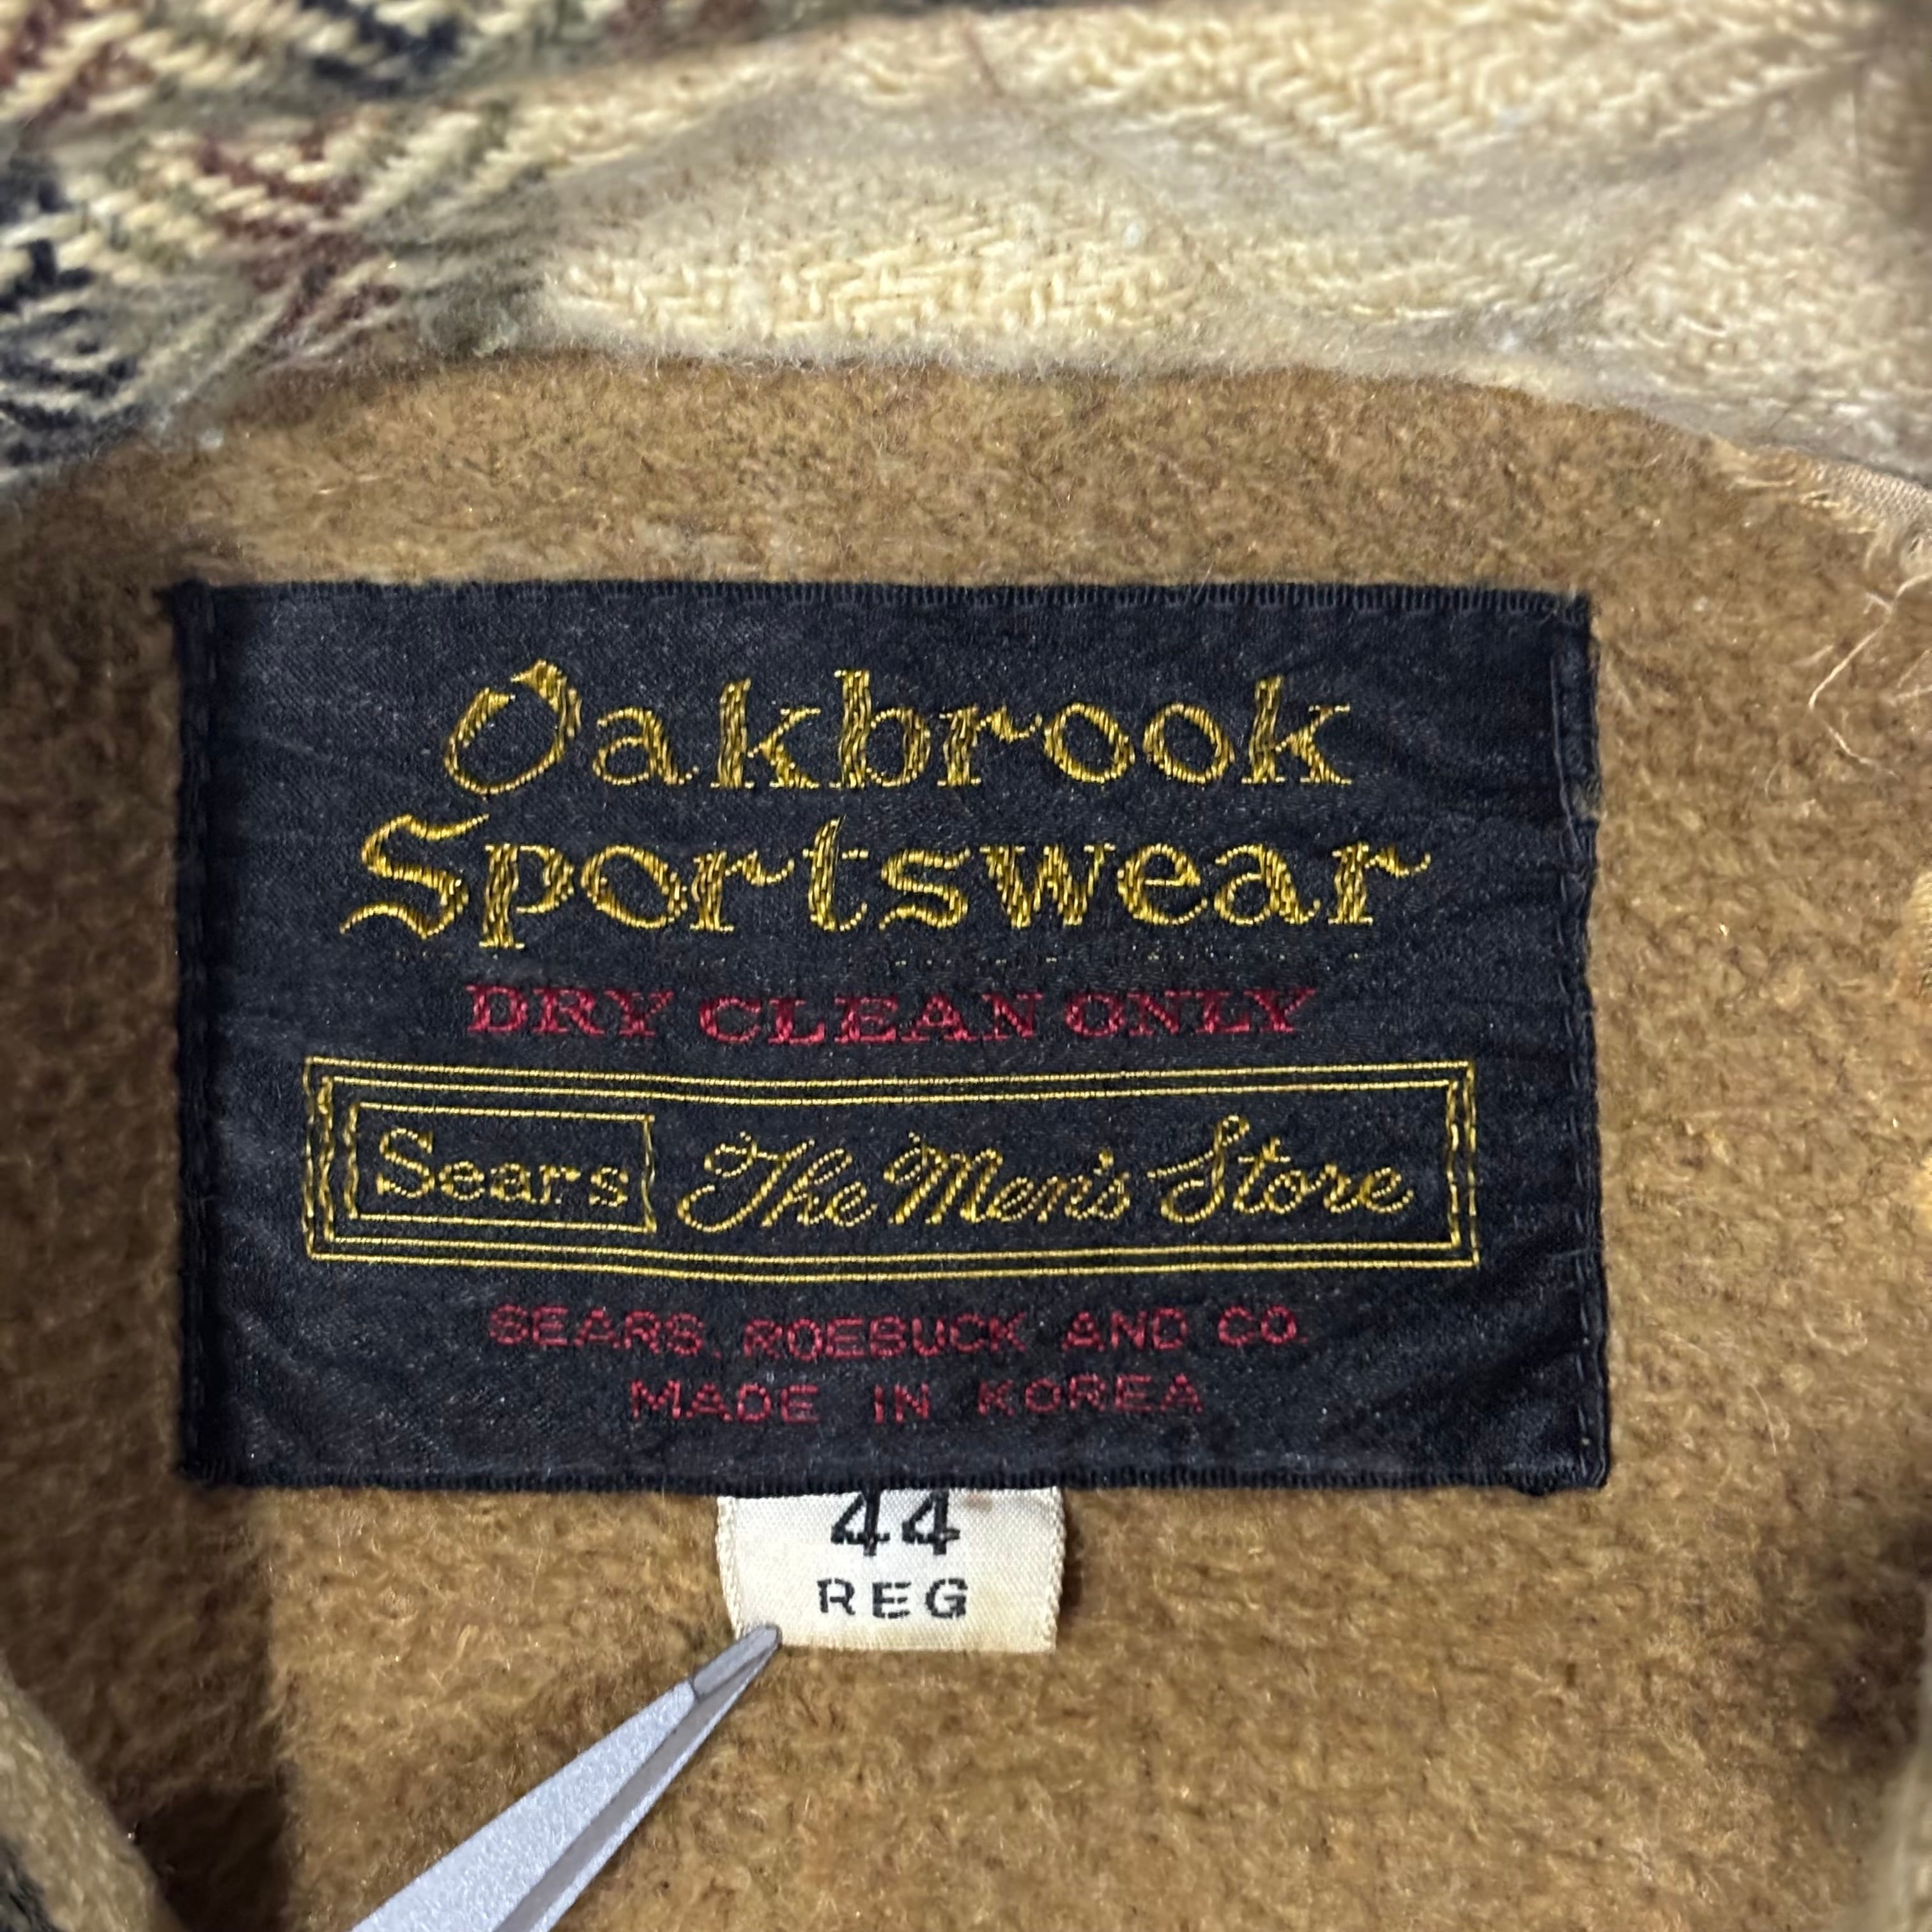 Oakbrook
Sportswear
DRY CLEAN ONLY
Sears The Men's Store
SEARS, ROEBUCK AND CO.
MADE IN KOREA
44
REG